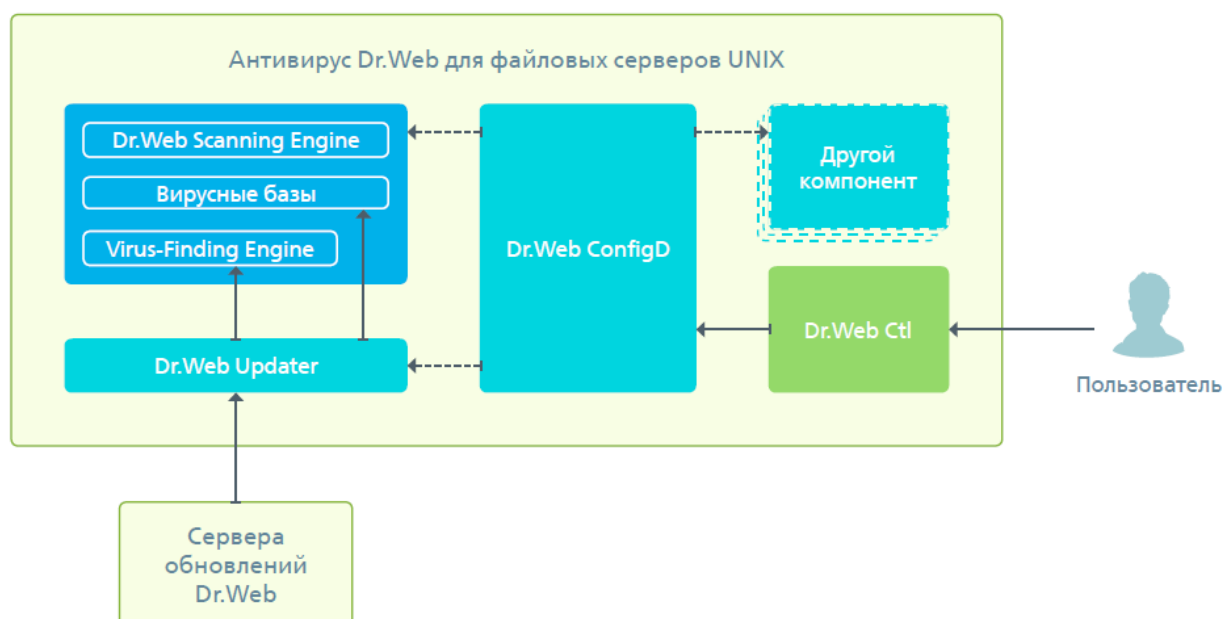 Антивирус Dr.Web для файловых серверов UNIX
Dr.Web Scanning Engine
Вирусные базы
Virus-Finding Engine
Dr.Web Updater
Dr.Web ConfigD
Другой
компонент
Dr.Web Ctl
Пользователь
Сервера
обновлений
Dr.Web